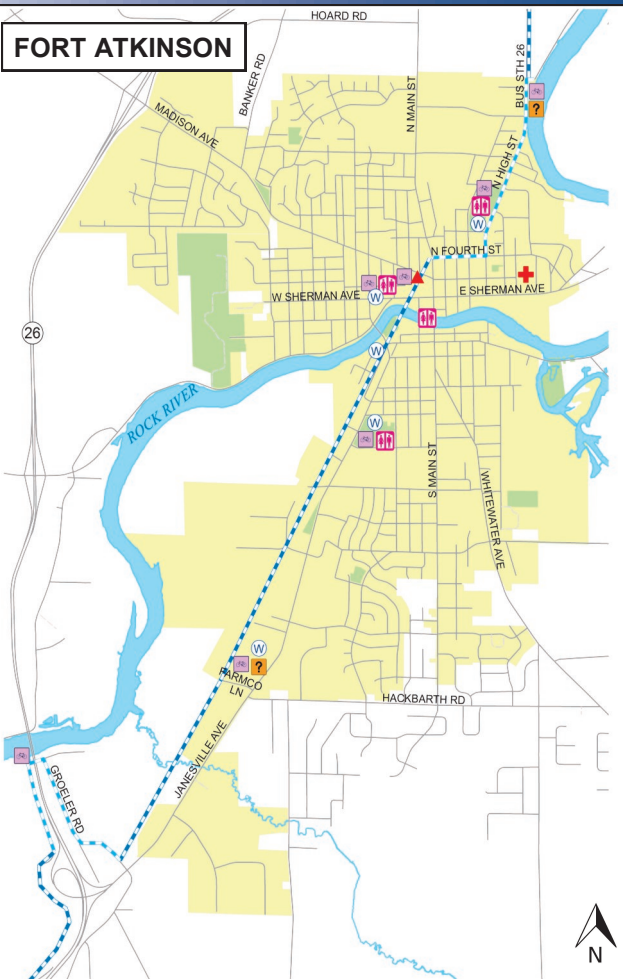 HOARD RD
FORT ATKINSON
BANKER RD
N MAIN ST
BUS STH 26
MADISON AVE
?
N HIGH ST
W
N FOURTH ST
W SHERMAN AVE
W
E SHERMAN AVE
26
W
ROCK RIVER
W
S MAIN ST
WHITEWATER AVE
W
?
FARMCO
LN
HACKBARTH RD
JANESVILLE AVE
GROELER RD
N